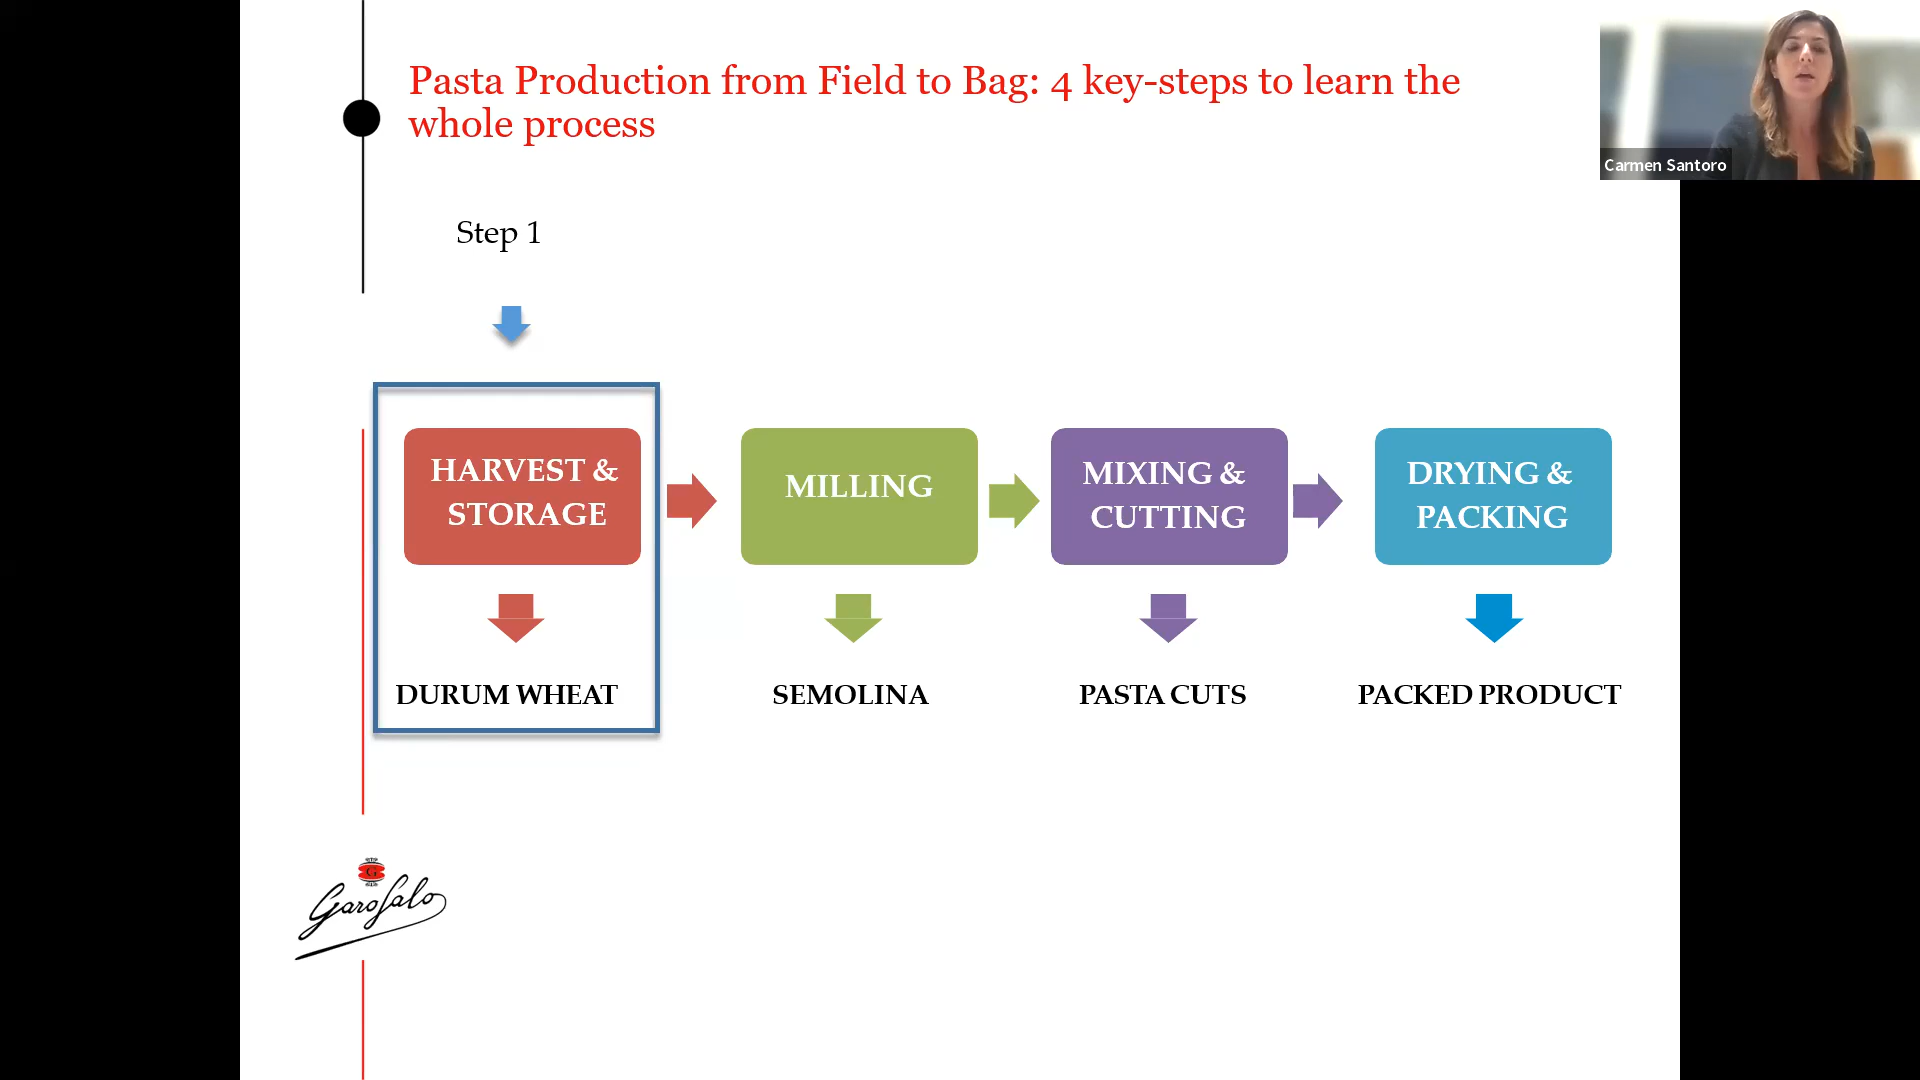 Pasta Production from Field to Bag: 4 key-steps to learn the
whole process
Carmen Santoro
Step 1
HARVEST &
STORAGE
MILLING
MIXING &
CUTTING
DRYING &
PACKING
DURUM WHEAT
SEMOLINA
PASTA CUTS
PACKED PRODUCT
G
Garofalo